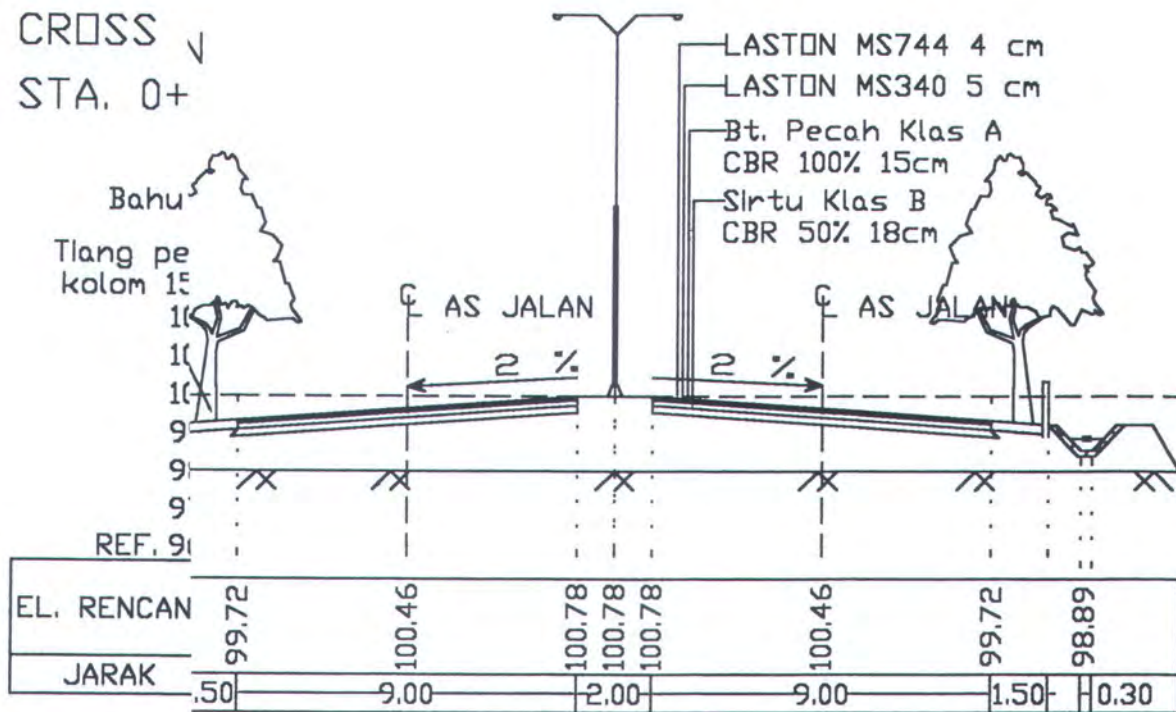 CROSS
STA. 0+
LASTON MS744 4 cm
LASTON MS340 5 cm
Bt. Pecah Klas A
CBR 100% 15cm
Sirtu Klas B
CBR 50% 18cm
Bahu
Tiang pe
kolom 15
℄ AS JALAN
℄ AS JALAN
2 %
2 %
REF. 9
EL. RENCAN
99.72
100.46
100.78
100.78
100.78
100.46
99.72
98.89
JARAK
.50
9.00
2.00
9.00
1.50
0.30